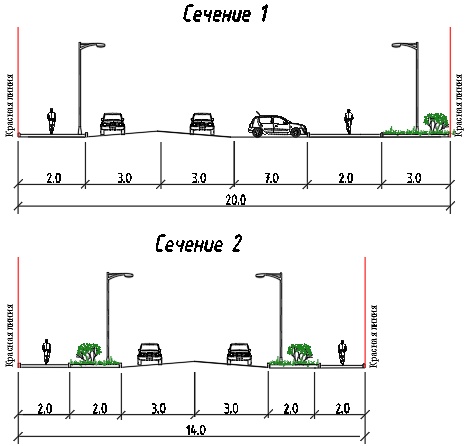 Сечение 1
Красная линия
Красная линия
2.0 3.0 3.0 7.0 2.0 3.0
20.0
Сечение 2
Красная линия
Красная линия
2.0 2.0 3.0 3.0 2.0 2.0
14.0